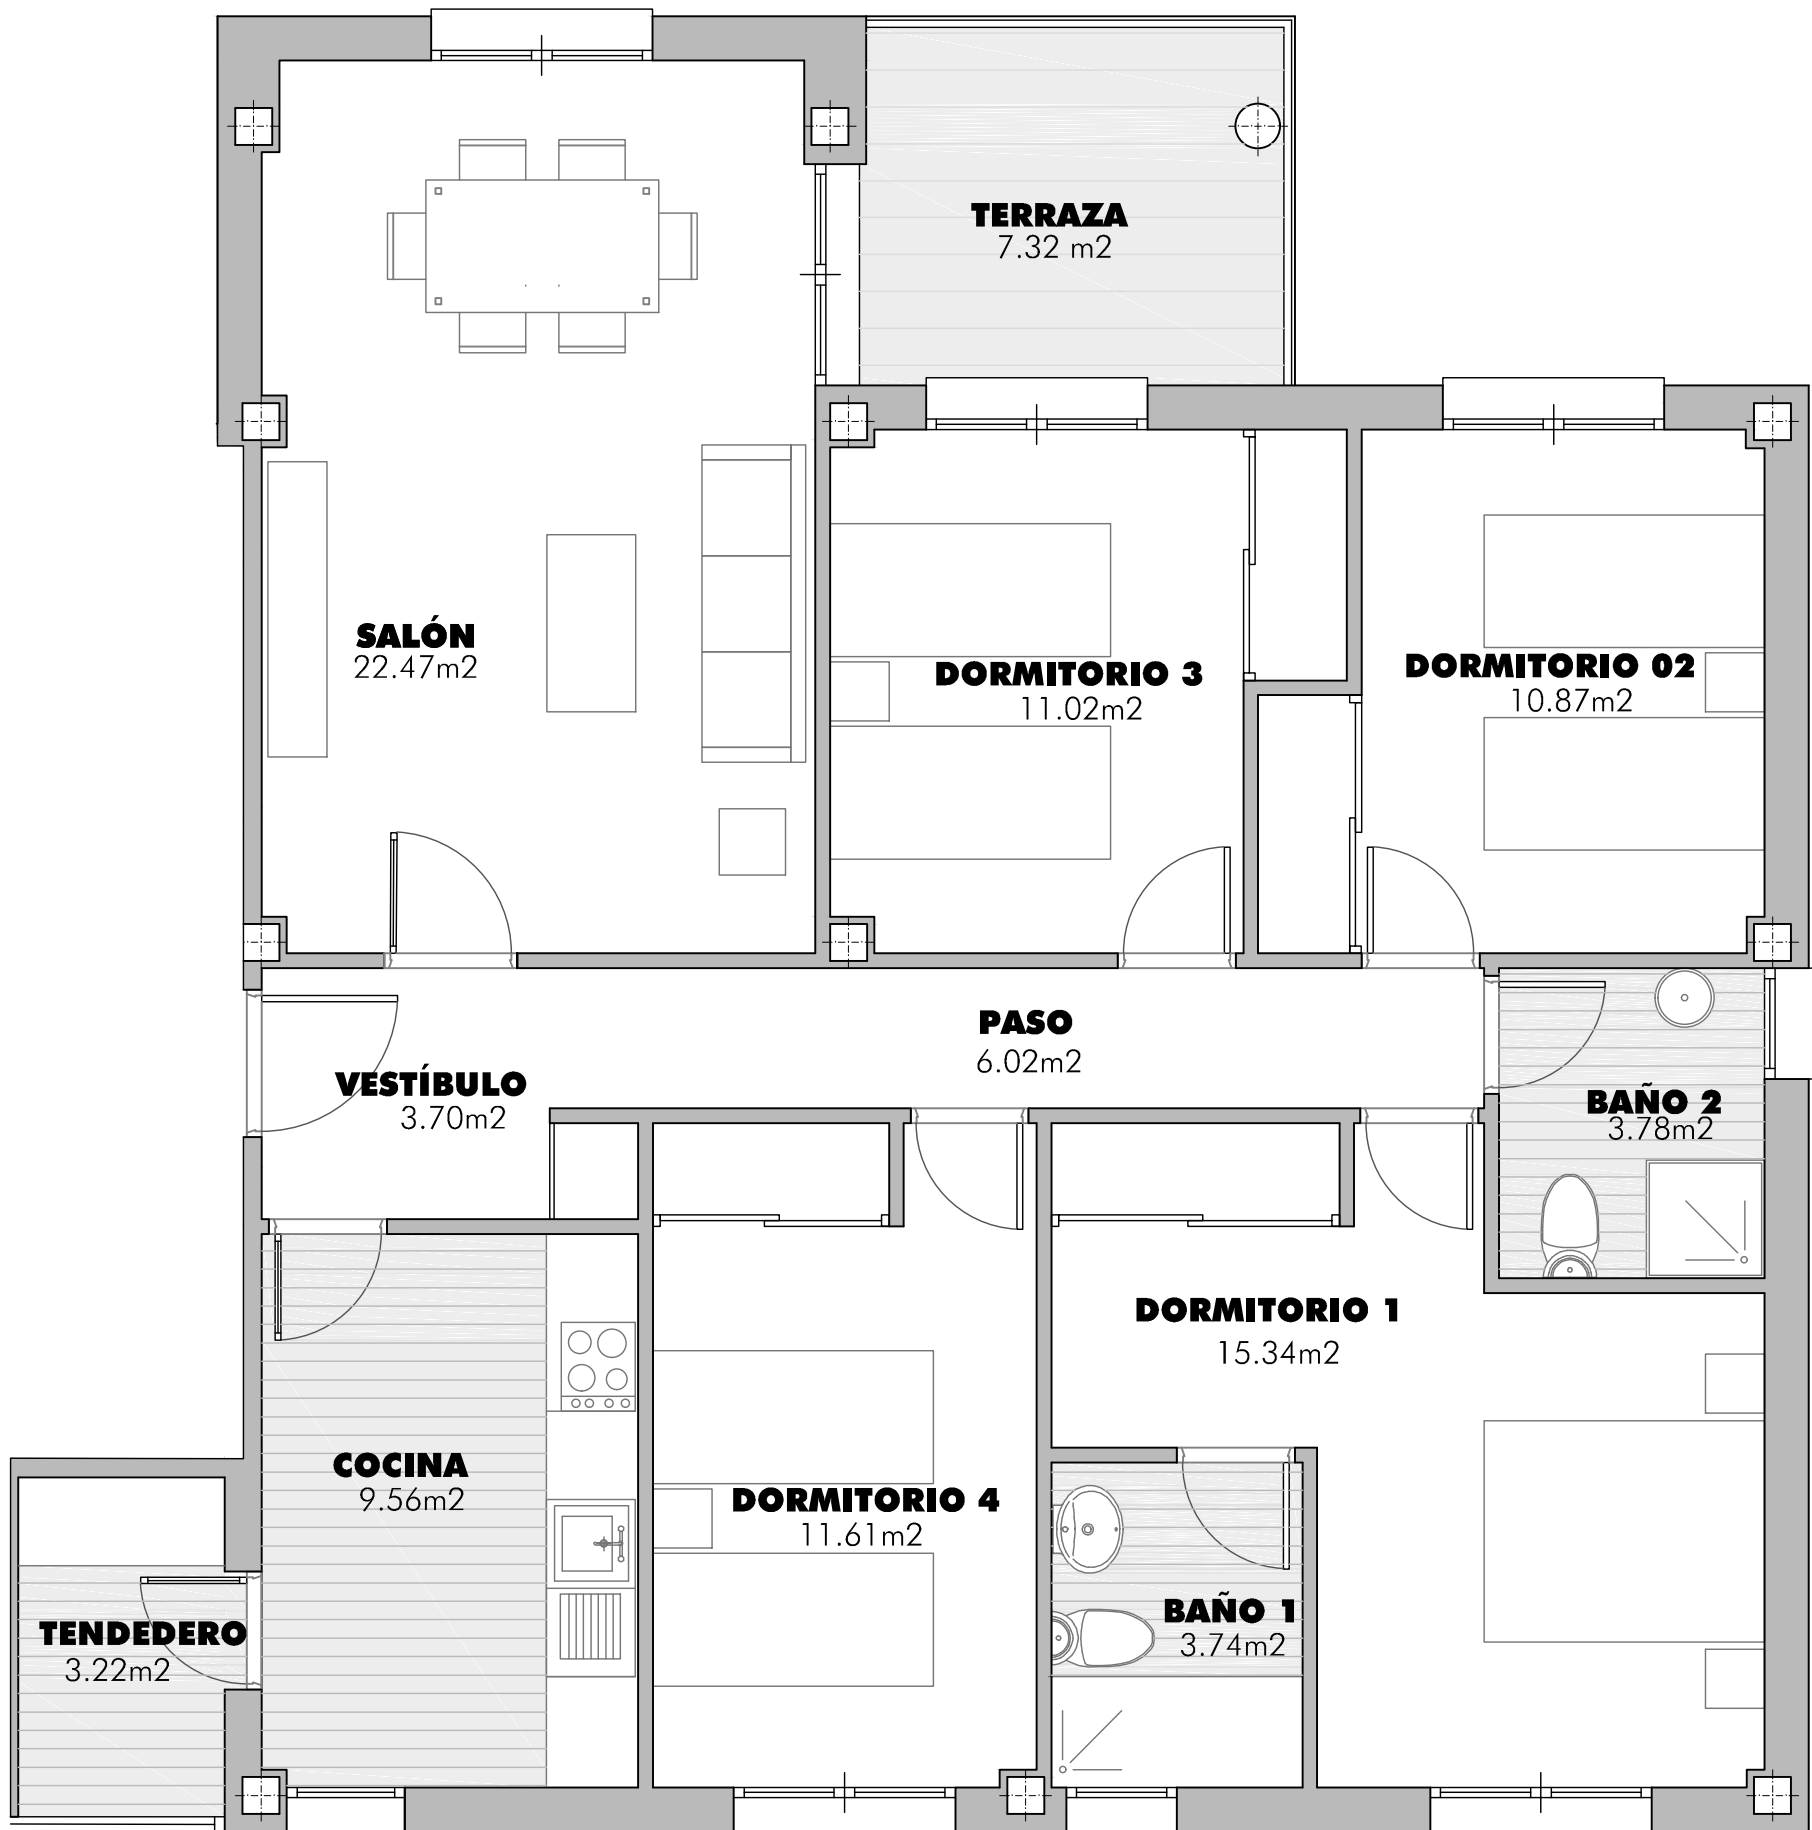 TERRAZA
7.32 m2
SALÓN
22.47m2
DORMITORIO 3
11.02m2
DORMITORIO 02
10.87m2
PASO
6.02m2
VESTÍBULO
3.70m2
BAÑO 2
3.78m2
DORMITORIO 1
15.34m2
COCINA
9.56m2
DORMITORIO 4
11.61m2
BAÑO 1
3.74m2
TENDEDERO
3.22m2